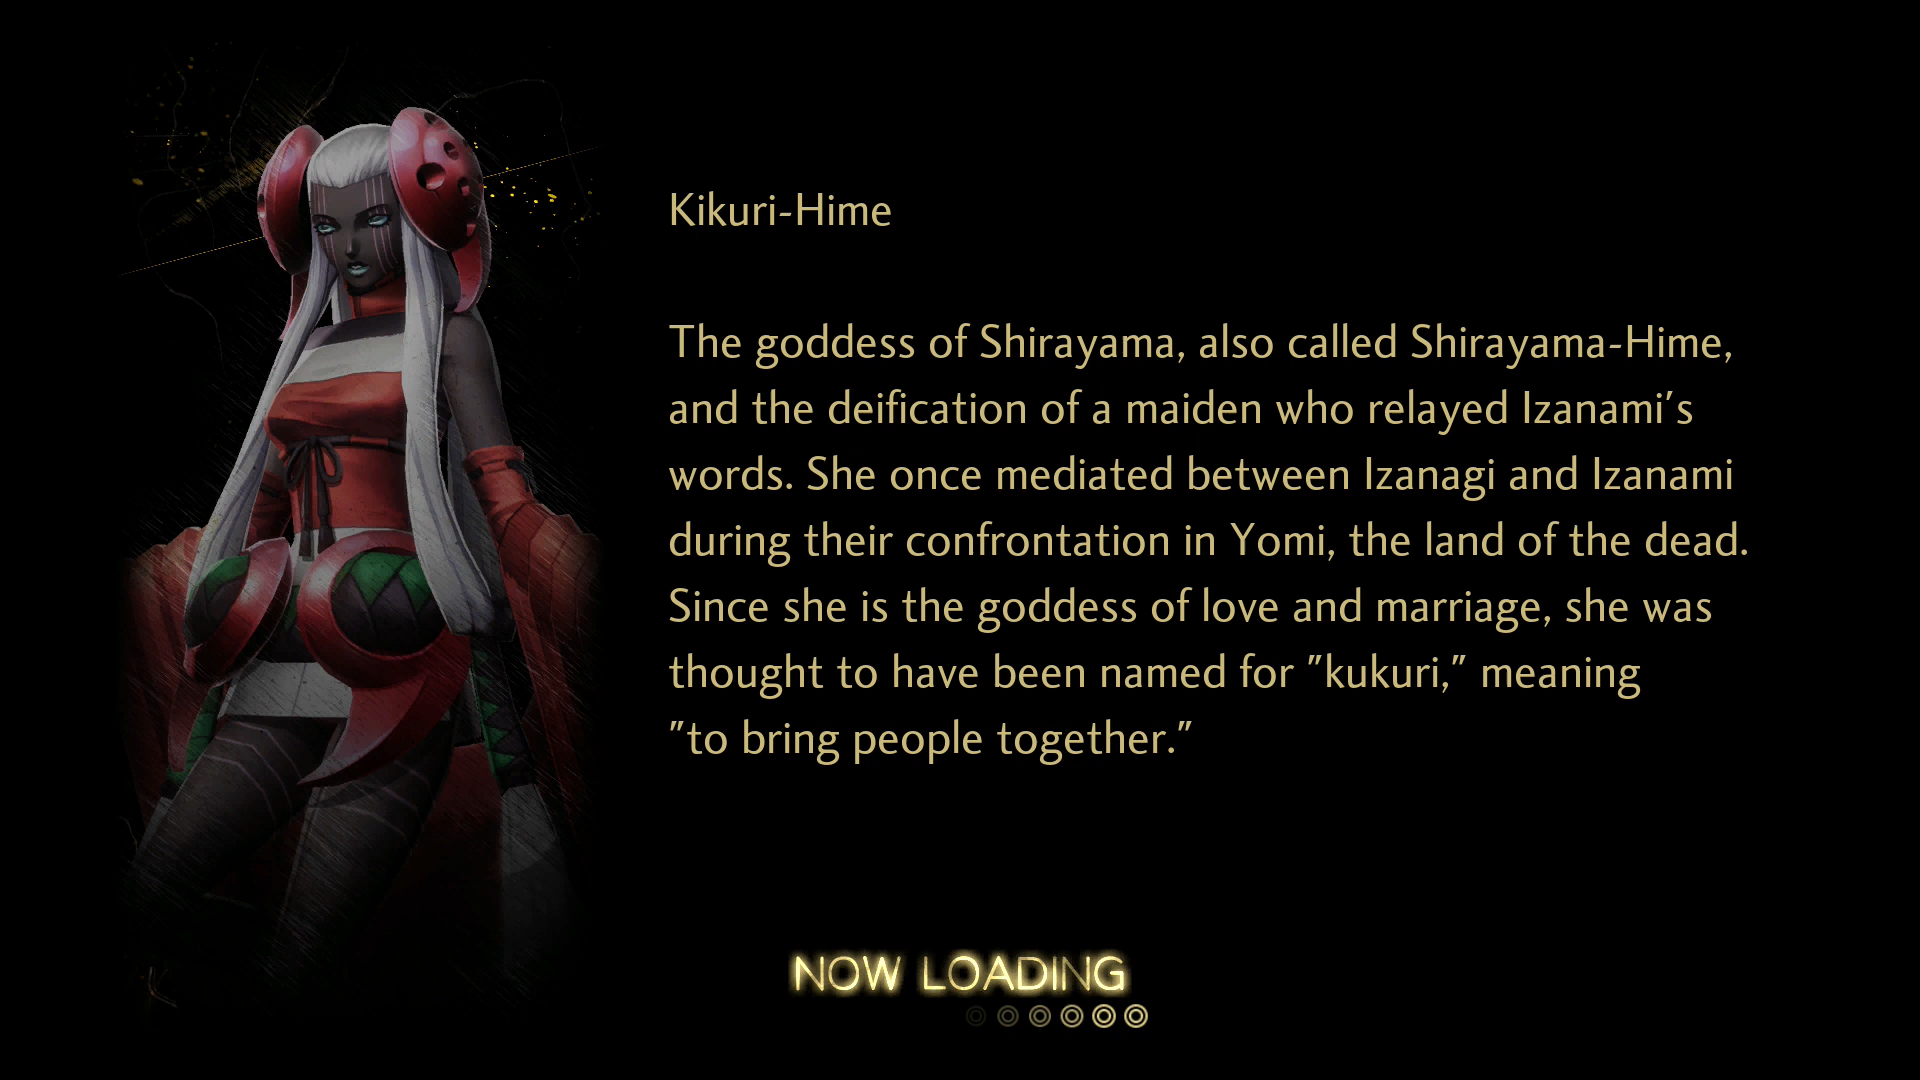 Kikuri-Hime
The goddess of Shirayama, also called Shirayama-Hime,
and the deification of a maiden who relayed Izanami's
words. She once mediated between Izanagi and Izanami
during their confrontation in Yomi, the land of the dead.
Since she is the goddess of love and marriage, she was
thought to have been named for "kukuri," meaning
"to bring people together."
NOW LOADING